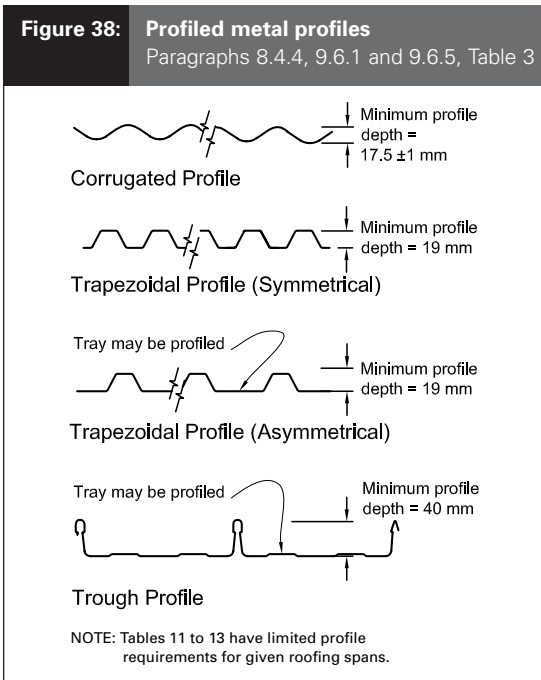 Figure 38: Profiled metal profiles
Paragraphs 8.4.4, 9.6.1 and 9.6.5, Table 3
Minimum profile
depth =
17.5 ±1 mm
Corrugated Profile
Minimum profile
depth = 19 mm
Trapezoidal Profile (Symmetrical)
Tray may be profiled
Minimum profile
depth = 19 mm
Trapezoidal Profile (Asymmetrical)
Tray may be profiled
Minimum profile
depth = 40 mm
Trough Profile
NOTE: Tables 11 to 13 have limited profile
requirements for given roofing spans.